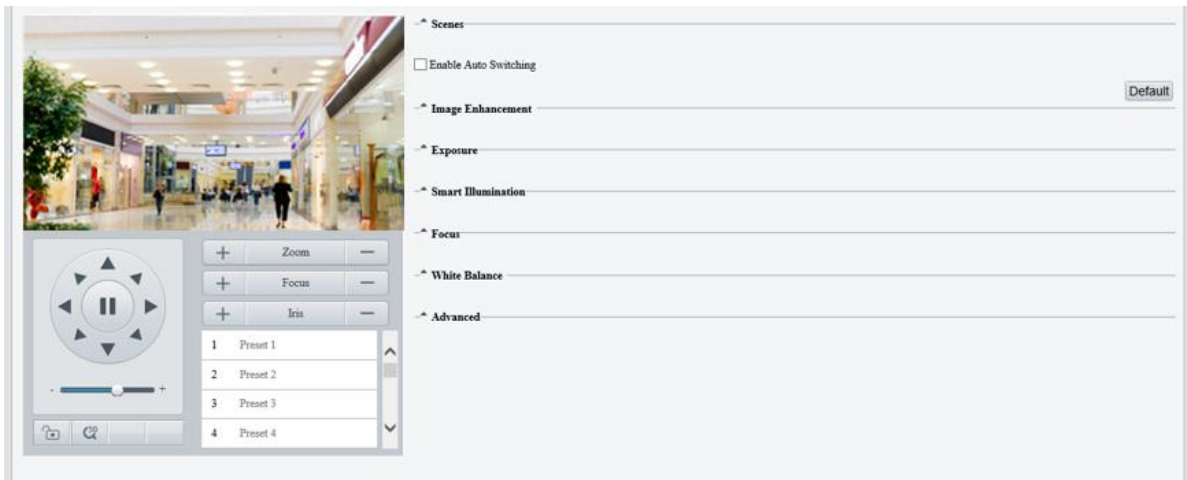 Scenes
Enable Auto Switching
Default
Image Enhancement
Exposure
Smart Illumination
Focus
White Balance
Advanced
+ Zoom −
+ Focus −
+ Iris −
1 Preset 1
2 Preset 2
3 Preset 3
4 Preset 4
- +
3D